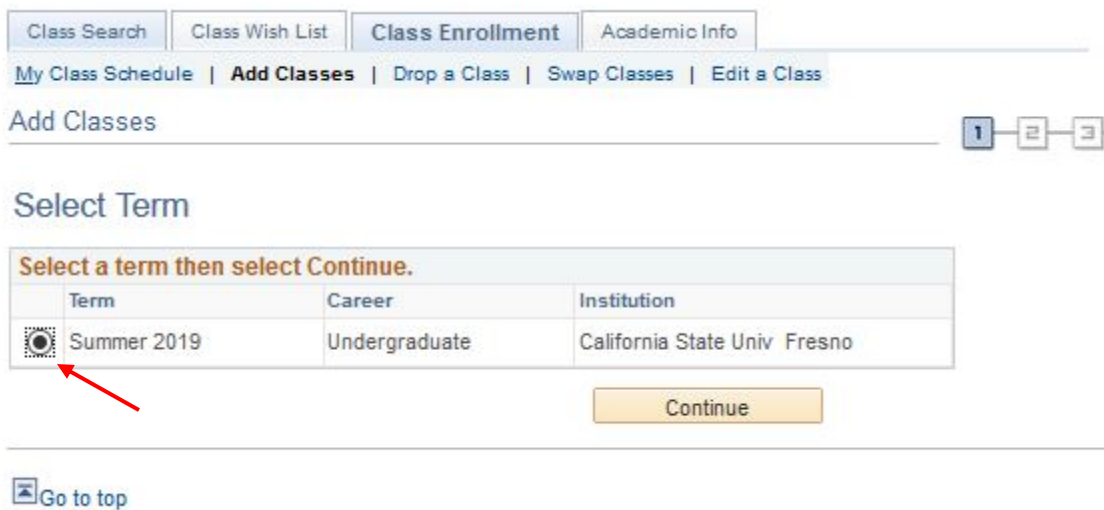 Class Search Class Wish List Class Enrollment Academic Info
My Class Schedule | Add Classes | Drop a Class | Swap Classes | Edit a Class
Add Classes
1 2 3
Select Term
Select a term then select Continue.
Term Career Institution
Summer 2019 Undergraduate California State Univ Fresno
Continue
Go to top